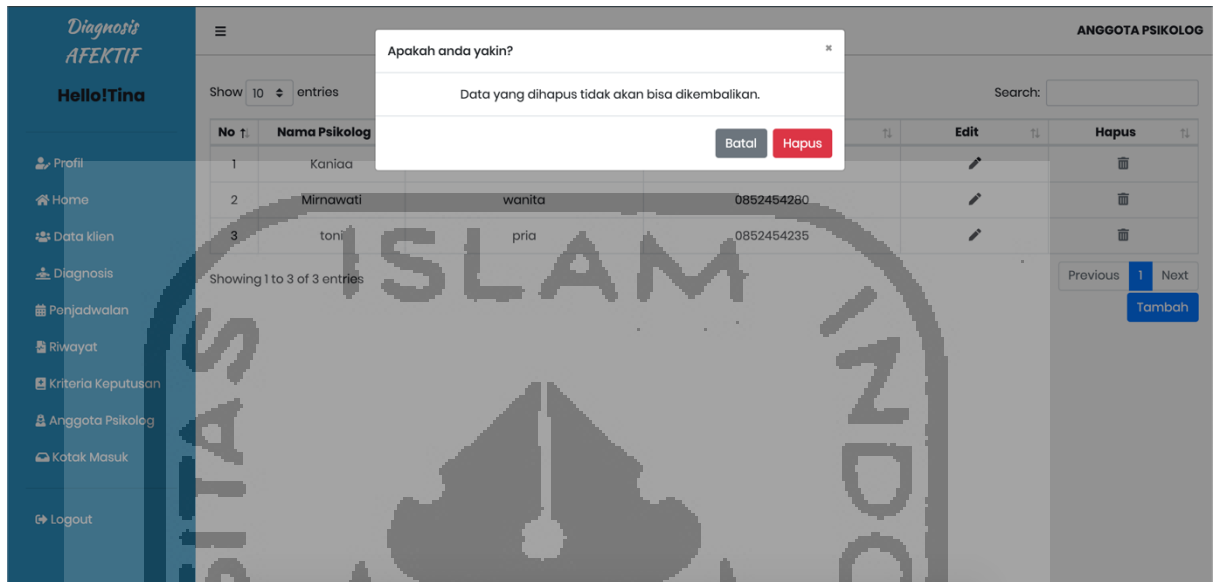 Diagnosis
AFEKTIF
Hello!Tina
Profil
Home
Data klien
Diagnosis
Penjadwalan
Riwayat
Kriteria Keputusan
Anggota Psikolog
Kotak Masuk
Logout
ANGGOTA PSIKOLOG
Apakah anda yakin? ×
Data yang dihapus tidak akan bisa dikembalikan.
Batal Hapus
Show 10 entries Search:
No Nama Psikolog Edit Hapus
1
2 Mirnawati wanita 0852454280
3 toni pria 0852454235
Showing 1 to 3 of 3 entries Previous 1 Next
Tambah
ISLAM
INDO
SITAS